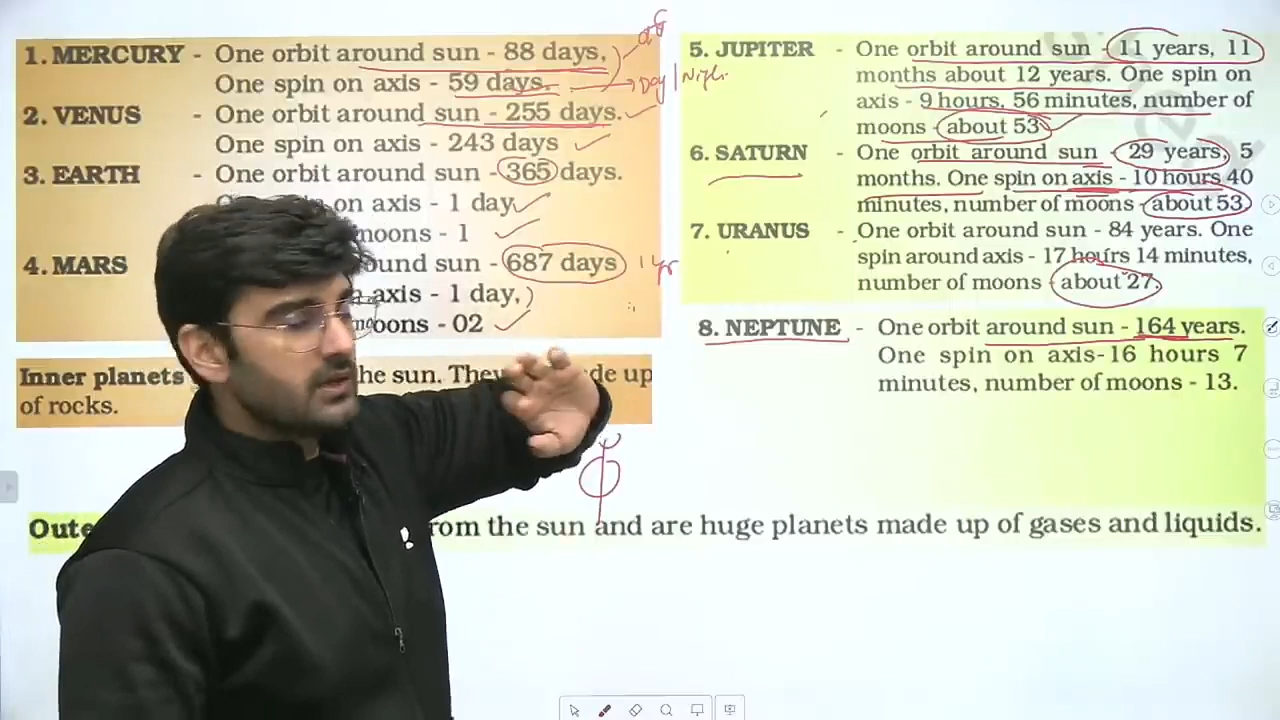 1. MERCURY - One orbit around sun - 88 days,
One spin on axis - 59 days.
Day/Nigh
2. VENUS - One orbit around sun - 255 days.
One spin on axis - 243 days
3. EARTH - One orbit around sun - 365 days.
on axis - 1 day
moons - 1
4. MARS ound sun - 687 days 1 yr
axis - 1 day,
oons - 02
Inner planets he sun. They de up
of rocks.
5. JUPITER - One orbit around sun - 11 years, 11
months about 12 years. One spin on
axis - 9 hours, 56 minutes, number of
moons - about 53
6. SATURN - One orbit around sun - 29 years, 5
months. One spin on axis - 10 hours 40
minutes, number of moons - about 53
7. URANUS - One orbit around sun - 84 years. One
spin around axis - 17 hours 14 minutes,
number of moons - about 27.
8. NEPTUNE - One orbit around sun - 164 years.
One spin on axis-16 hours 7
minutes, number of moons - 13.
Oute rom the sun and are huge planets made up of gases and liquids.